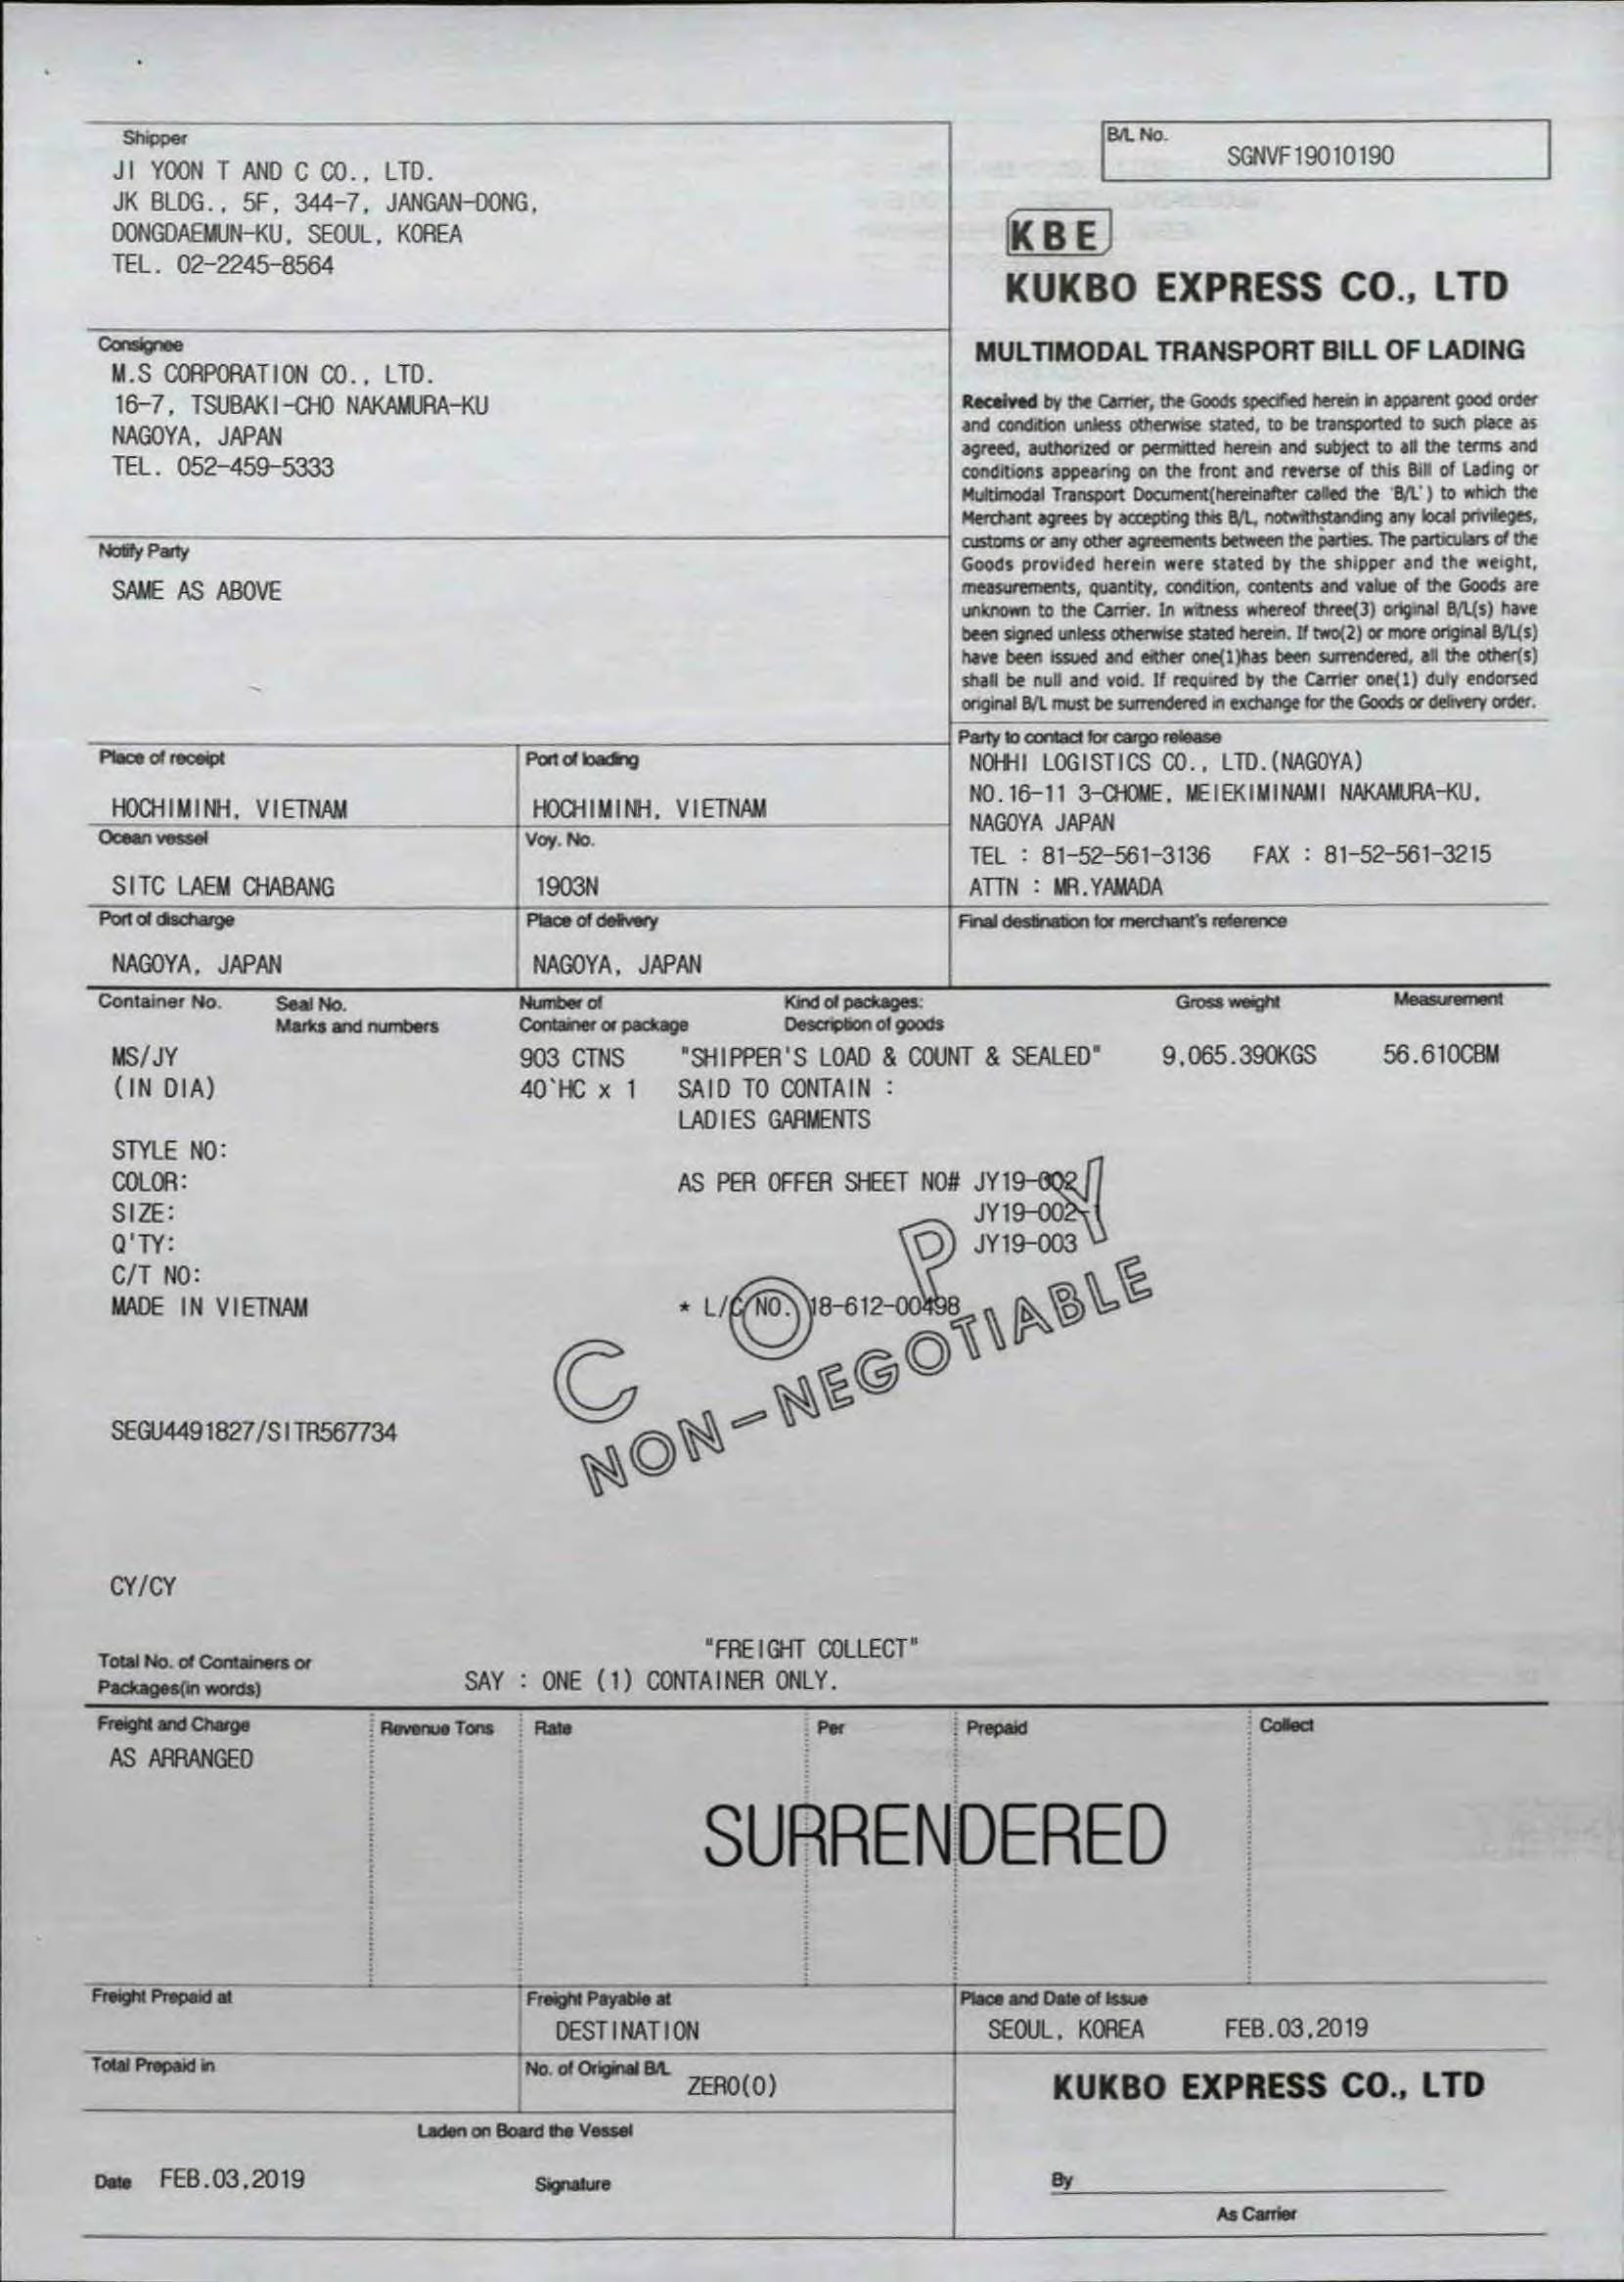 Shipper
JI YOON T AND C CO., LTD.
JK BLDG., 5F, 344-7, JANGAN-DONG,
DONGDAEMUN-KU, SEOUL, KOREA
TEL. 02-2245-8564
B/L No.
SGNVF19010190
KBE
KUKBO EXPRESS CO., LTD
MULTIMODAL TRANSPORT BILL OF LADING
Consignee
M.S CORPORATION CO., LTD.
16-7, TSUBAKI-CHO NAKAMURA-KU
NAGOYA, JAPAN
TEL. 052-459-5333
Received by the Carrier, the Goods specified herein in apparent good order
and condition unless otherwise stated, to be transported to such place as
agreed, authorized or permitted herein and subject to all the terms and
conditions appearing on the front and reverse of this Bill of Lading or
Multimodal Transport Document(hereinafter called the 'B/L') to which the
Merchant agrees by accepting this B/L, notwithstanding any local privileges,
customs or any other agreements between the parties. The particulars of the
Goods provided herein were stated by the shipper and the weight,
measurements, quantity, condition, contents and value of the Goods are
unknown to the Carrier. In witness whereof three(3) original B/L(s) have
been signed unless otherwise stated herein. If two(2) or more original B/L(s)
have been issued and either one(1)has been surrendered, all the other(s)
shall be null and void. If required by the Carrier one(1) duly endorsed
original B/L must be surrendered in exchange for the Goods or delivery order.
Notify Party
SAME AS ABOVE
Place of receipt
HOCHIMINH, VIETNAM
Port of loading
HOCHIMINH, VIETNAM
Party to contact for cargo release
NOHHI LOGISTICS CO., LTD.(NAGOYA)
NO.16-11 3-CHOME, MEIEKIMINAMI NAKAMURA-KU,
NAGOYA JAPAN
TEL : 81-52-561-3136 FAX : 81-52-561-3215
ATTN : MR.YAMADA
Ocean vessel
SITC LAEM CHABANG
Voy. No.
1903N
Port of discharge
NAGOYA, JAPAN
Place of delivery
NAGOYA, JAPAN
Final destination for merchant's reference
Container No. Seal No. Number of Kind of packages: Gross weight Measurement
Marks and numbers Container or package Description of goods
MS/JY 903 CTNS "SHIPPER'S LOAD & COUNT & SEALED" 9,065.390KGS 56.610CBM
(IN DIA) 40`HC x 1 SAID TO CONTAIN :
LADIES GARMENTS
STYLE NO:
COLOR: AS PER OFFER SHEET NO# JY19-002
SIZE: JY19-002-1
Q'TY: JY19-003
C/T NO:
MADE IN VIETNAM * L/C NO. 18-612-00498
COPY
NON-NEGOTIABLE
SEGU4491827/SITR567734
CY/CY
"FREIGHT COLLECT"
Total No. of Containers or
Packages(in words) SAY : ONE (1) CONTAINER ONLY.
Freight and Charge Revenue Tons Rate Per Prepaid Collect
AS ARRANGED
SURRENDERED
Freight Prepaid at
Freight Payable at
DESTINATION
Place and Date of Issue
SEOUL, KOREA FEB.03,2019
Total Prepaid in
No. of Original B/L
ZERO(0)
KUKBO EXPRESS CO., LTD
Laden on Board the Vessel
Date FEB.03,2019 Signature
By
As Carrier